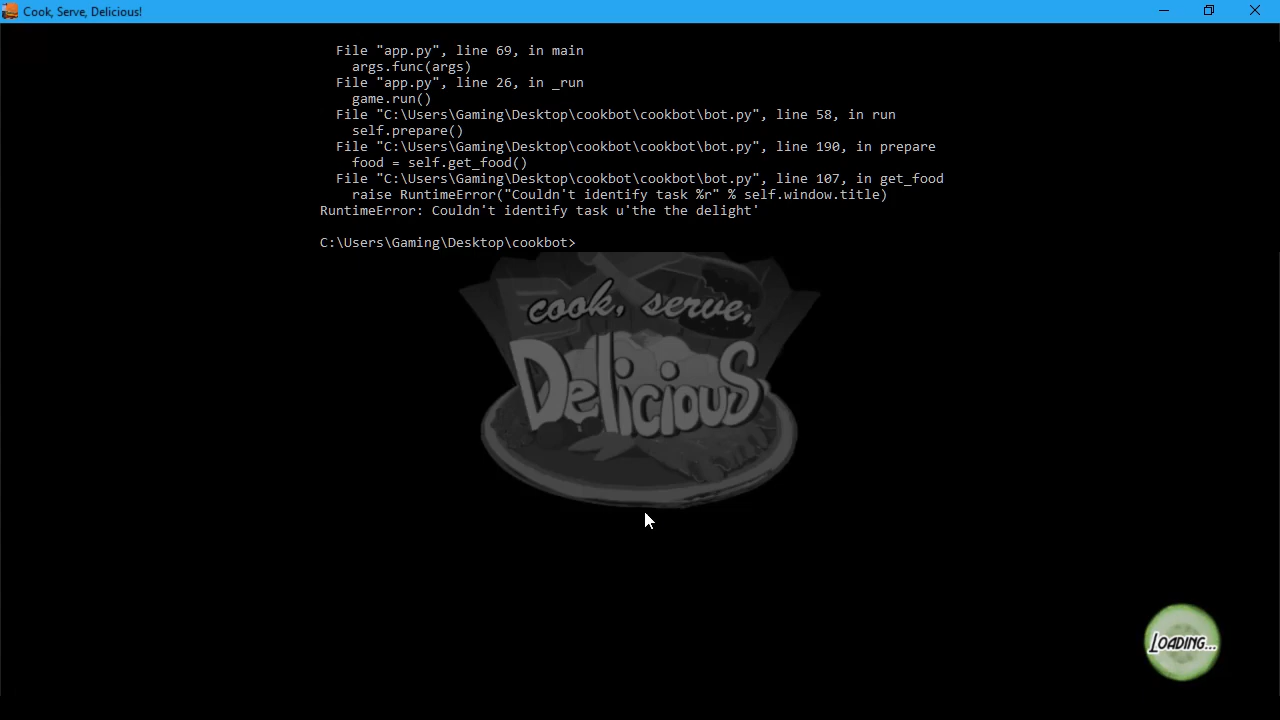 Cook, Serve, Delicious!
File "app.py", line 69, in main
args.func(args)
File "app.py", line 26, in _run
game.run()
File "C:\Users\Gaming\Desktop\cookbot\cookbot\bot.py", line 58, in run
self.prepare()
File "C:\Users\Gaming\Desktop\cookbot\cookbot\bot.py", line 190, in prepare
food = self.get_food()
File "C:\Users\Gaming\Desktop\cookbot\cookbot\bot.py", line 107, in get_food
raise RuntimeError("Couldn't identify task %r" % self.window.title)
RuntimeError: Couldn't identify task u'the the delight'
C:\Users\Gaming\Desktop\cookbot>
cook, serve,
Delicious
LOADING...